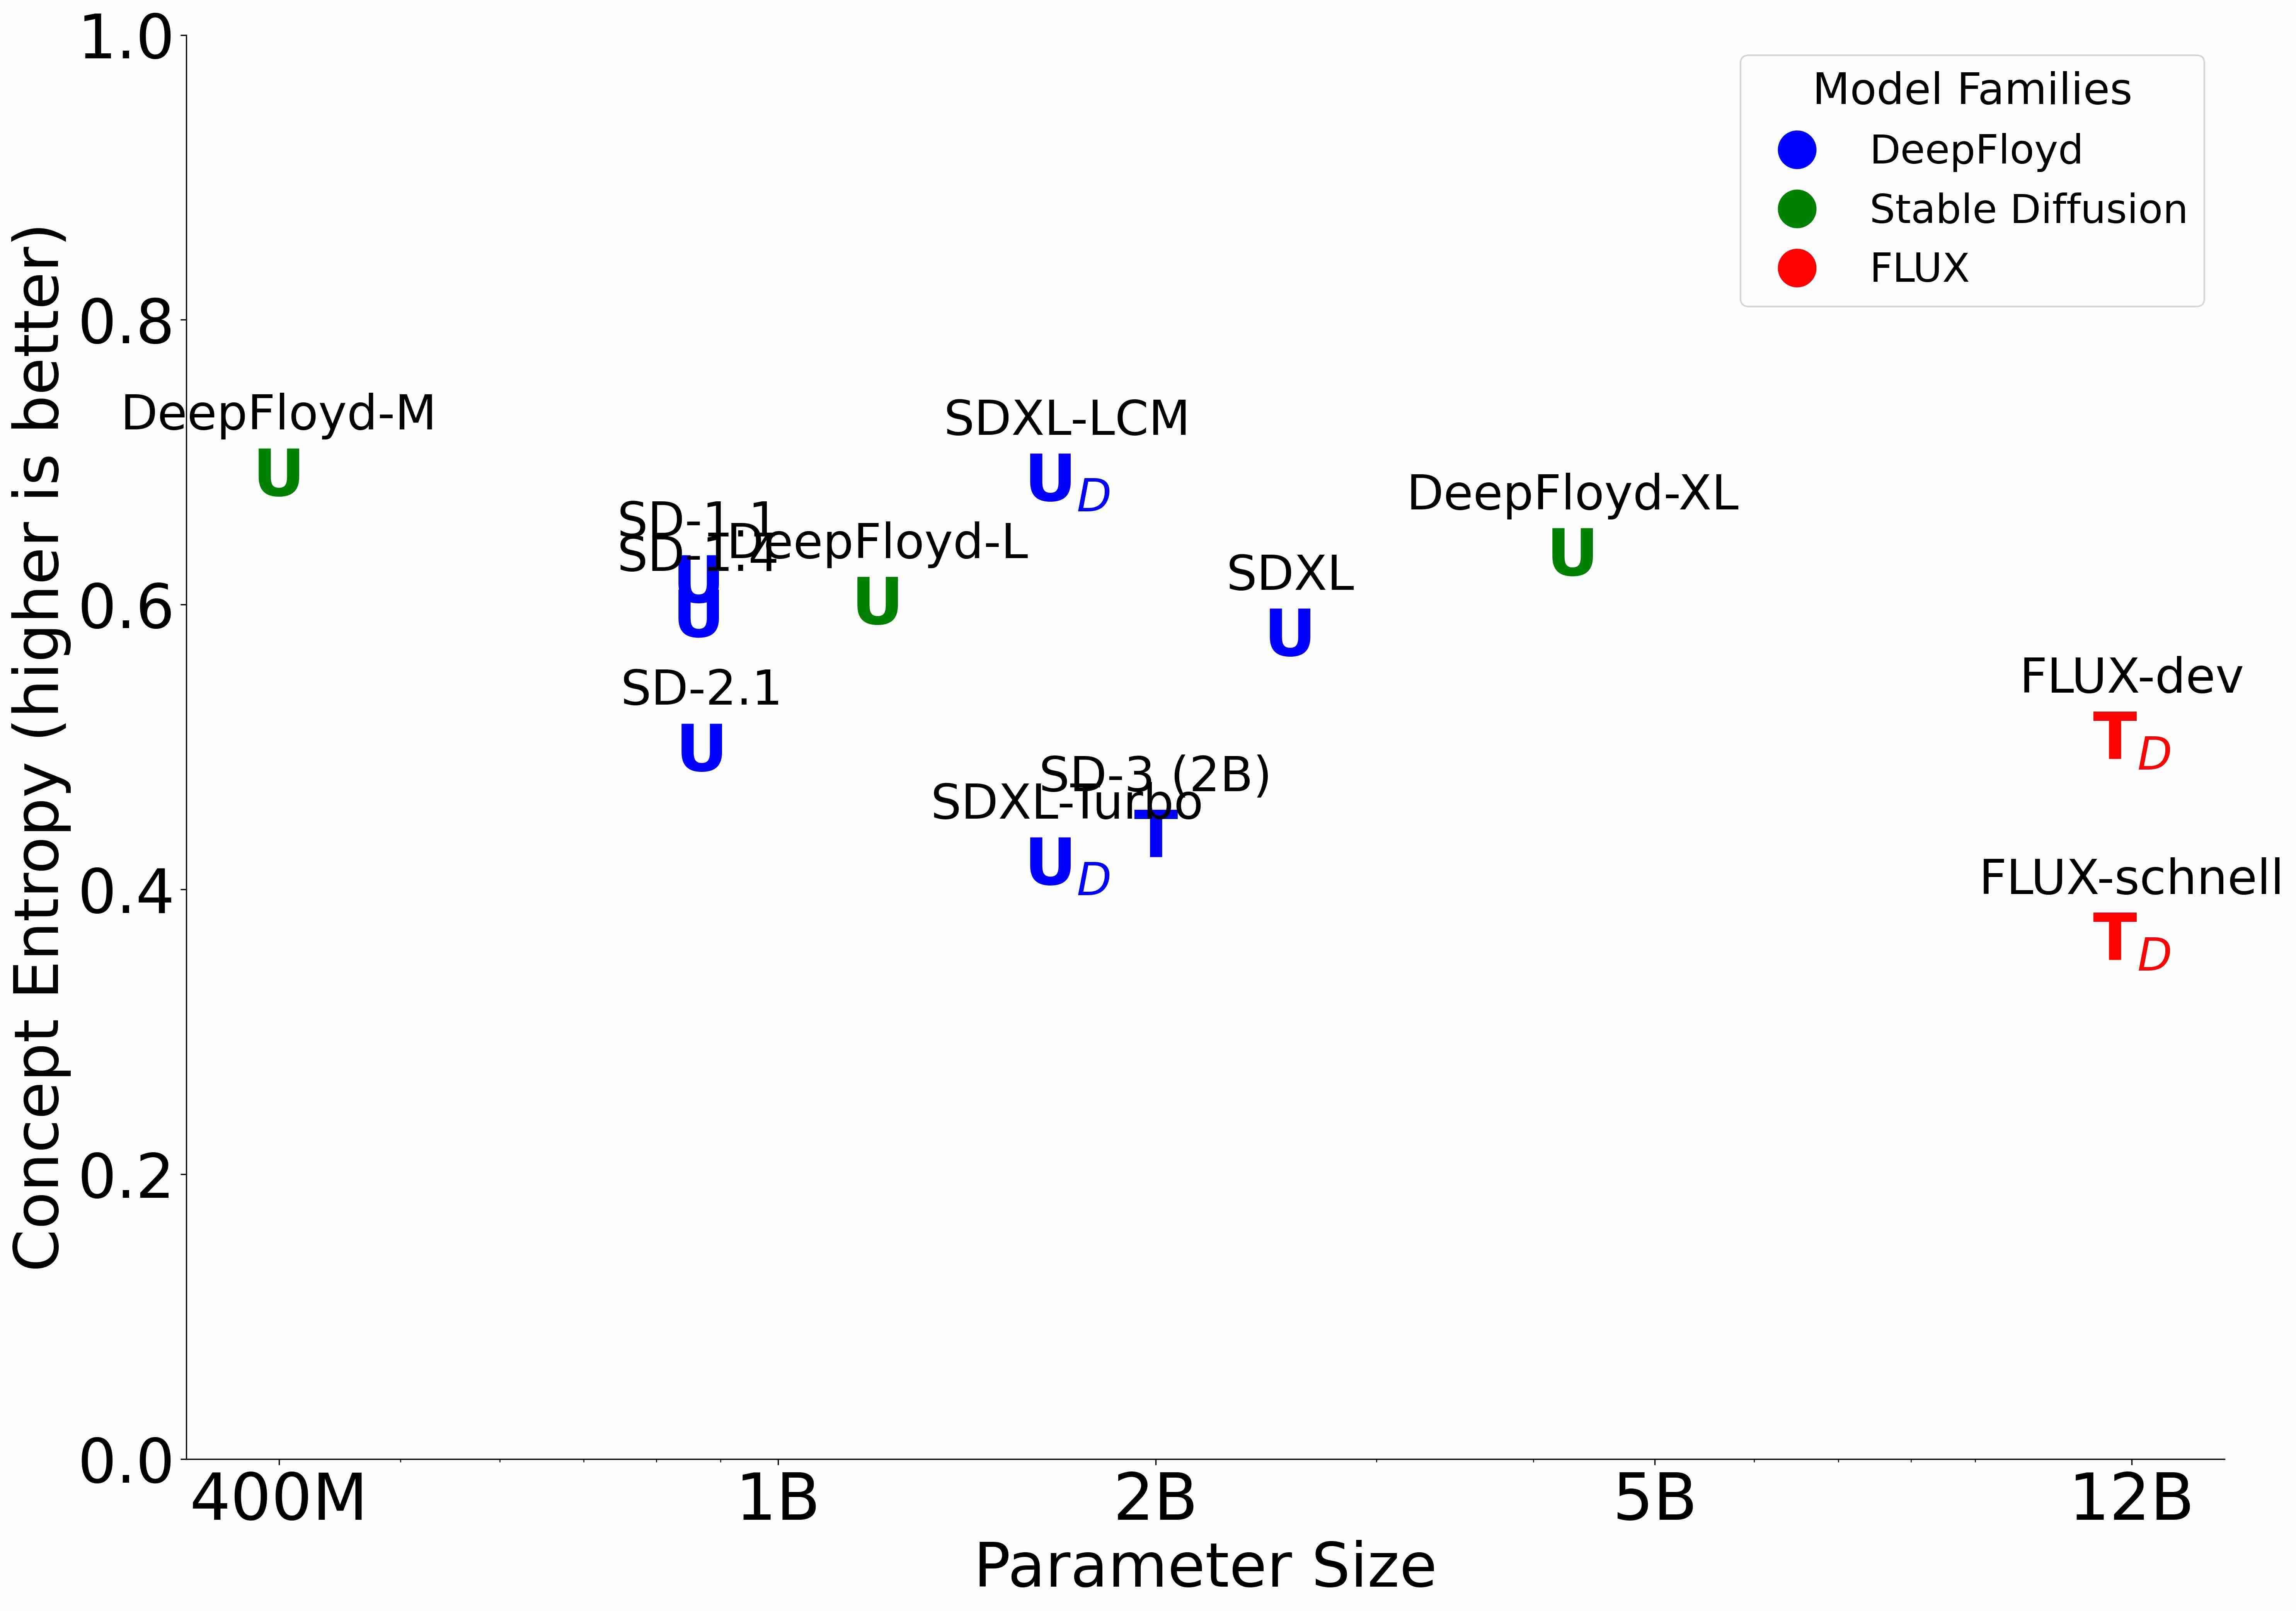 Concept Entropy (higher is better)
1.0
0.8
0.6
0.4
0.2
0.0
Model Families
DeepFloyd
Stable Diffusion
FLUX
DeepFloyd-M
U
SDXL-LCM
U D
DeepFloyd-XL
U
SD-1.1
U
SD-1.4
U
DeepFloyd-L
U
SDXL
U
SD-2.1
U
FLUX-dev
T D
SD-3 (2B)
T
SDXL-Turbo
U D
FLUX-schnell
T D
400M
1B
2B
5B
12B
Parameter Size